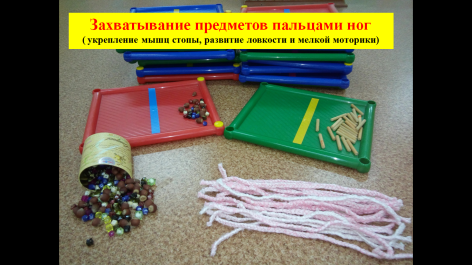 Захватывание предметов пальцами ног
( укрепление мышц стопы, развитие ловкости и мелкой моторики)